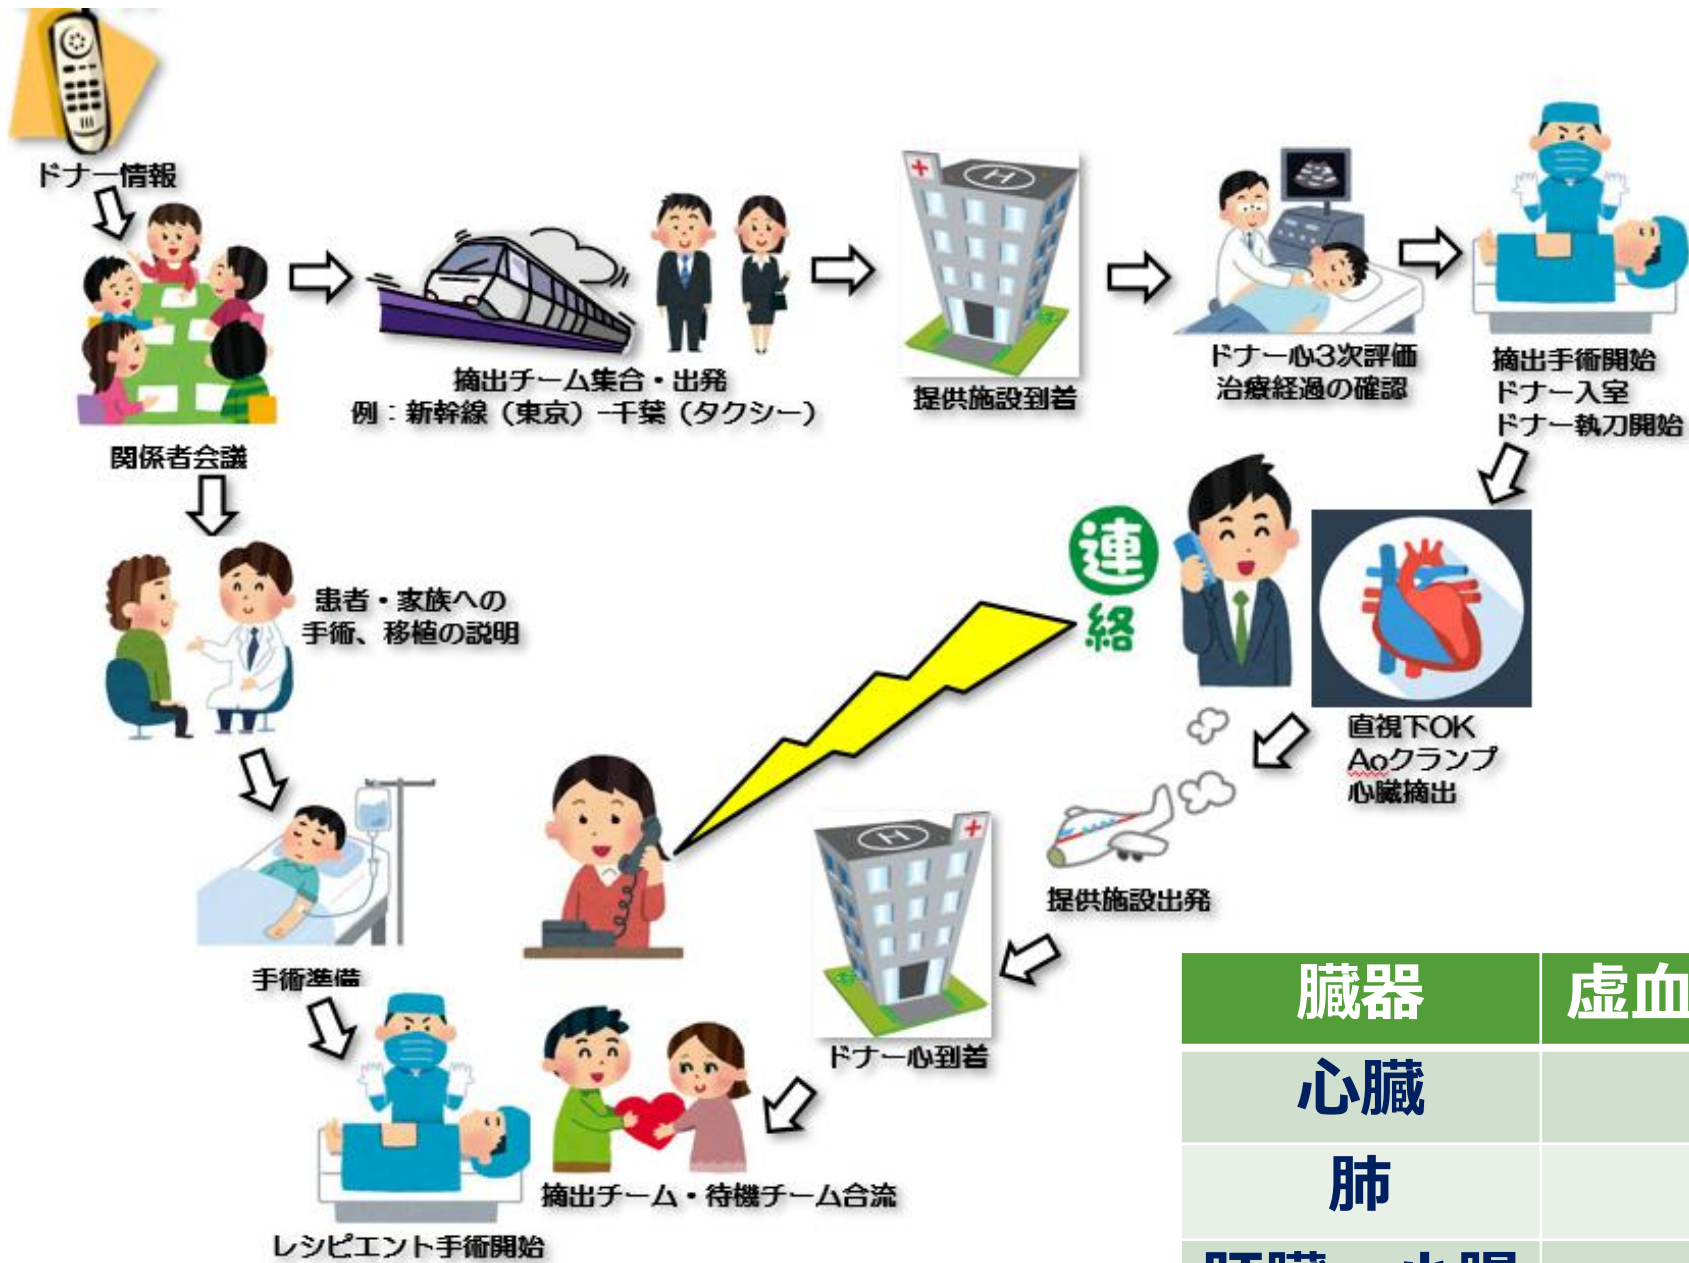 ドナー情報
関係者会議
摘出チーム集合・出発
例：新幹線（東京）-千葉（タクシー）
提供施設到着
ドナー心3次評価
治療経過の確認
摘出手術開始
ドナー入室
ドナー執刀開始
直視下OK
Aoクランプ
心臓摘出
連絡
提供施設出発
ドナー心到着
摘出チーム・待機チーム合流
患者・家族への
手術、移植の説明
手術準備
レシピエント手術開始
臓器 虚血
心臓
肺